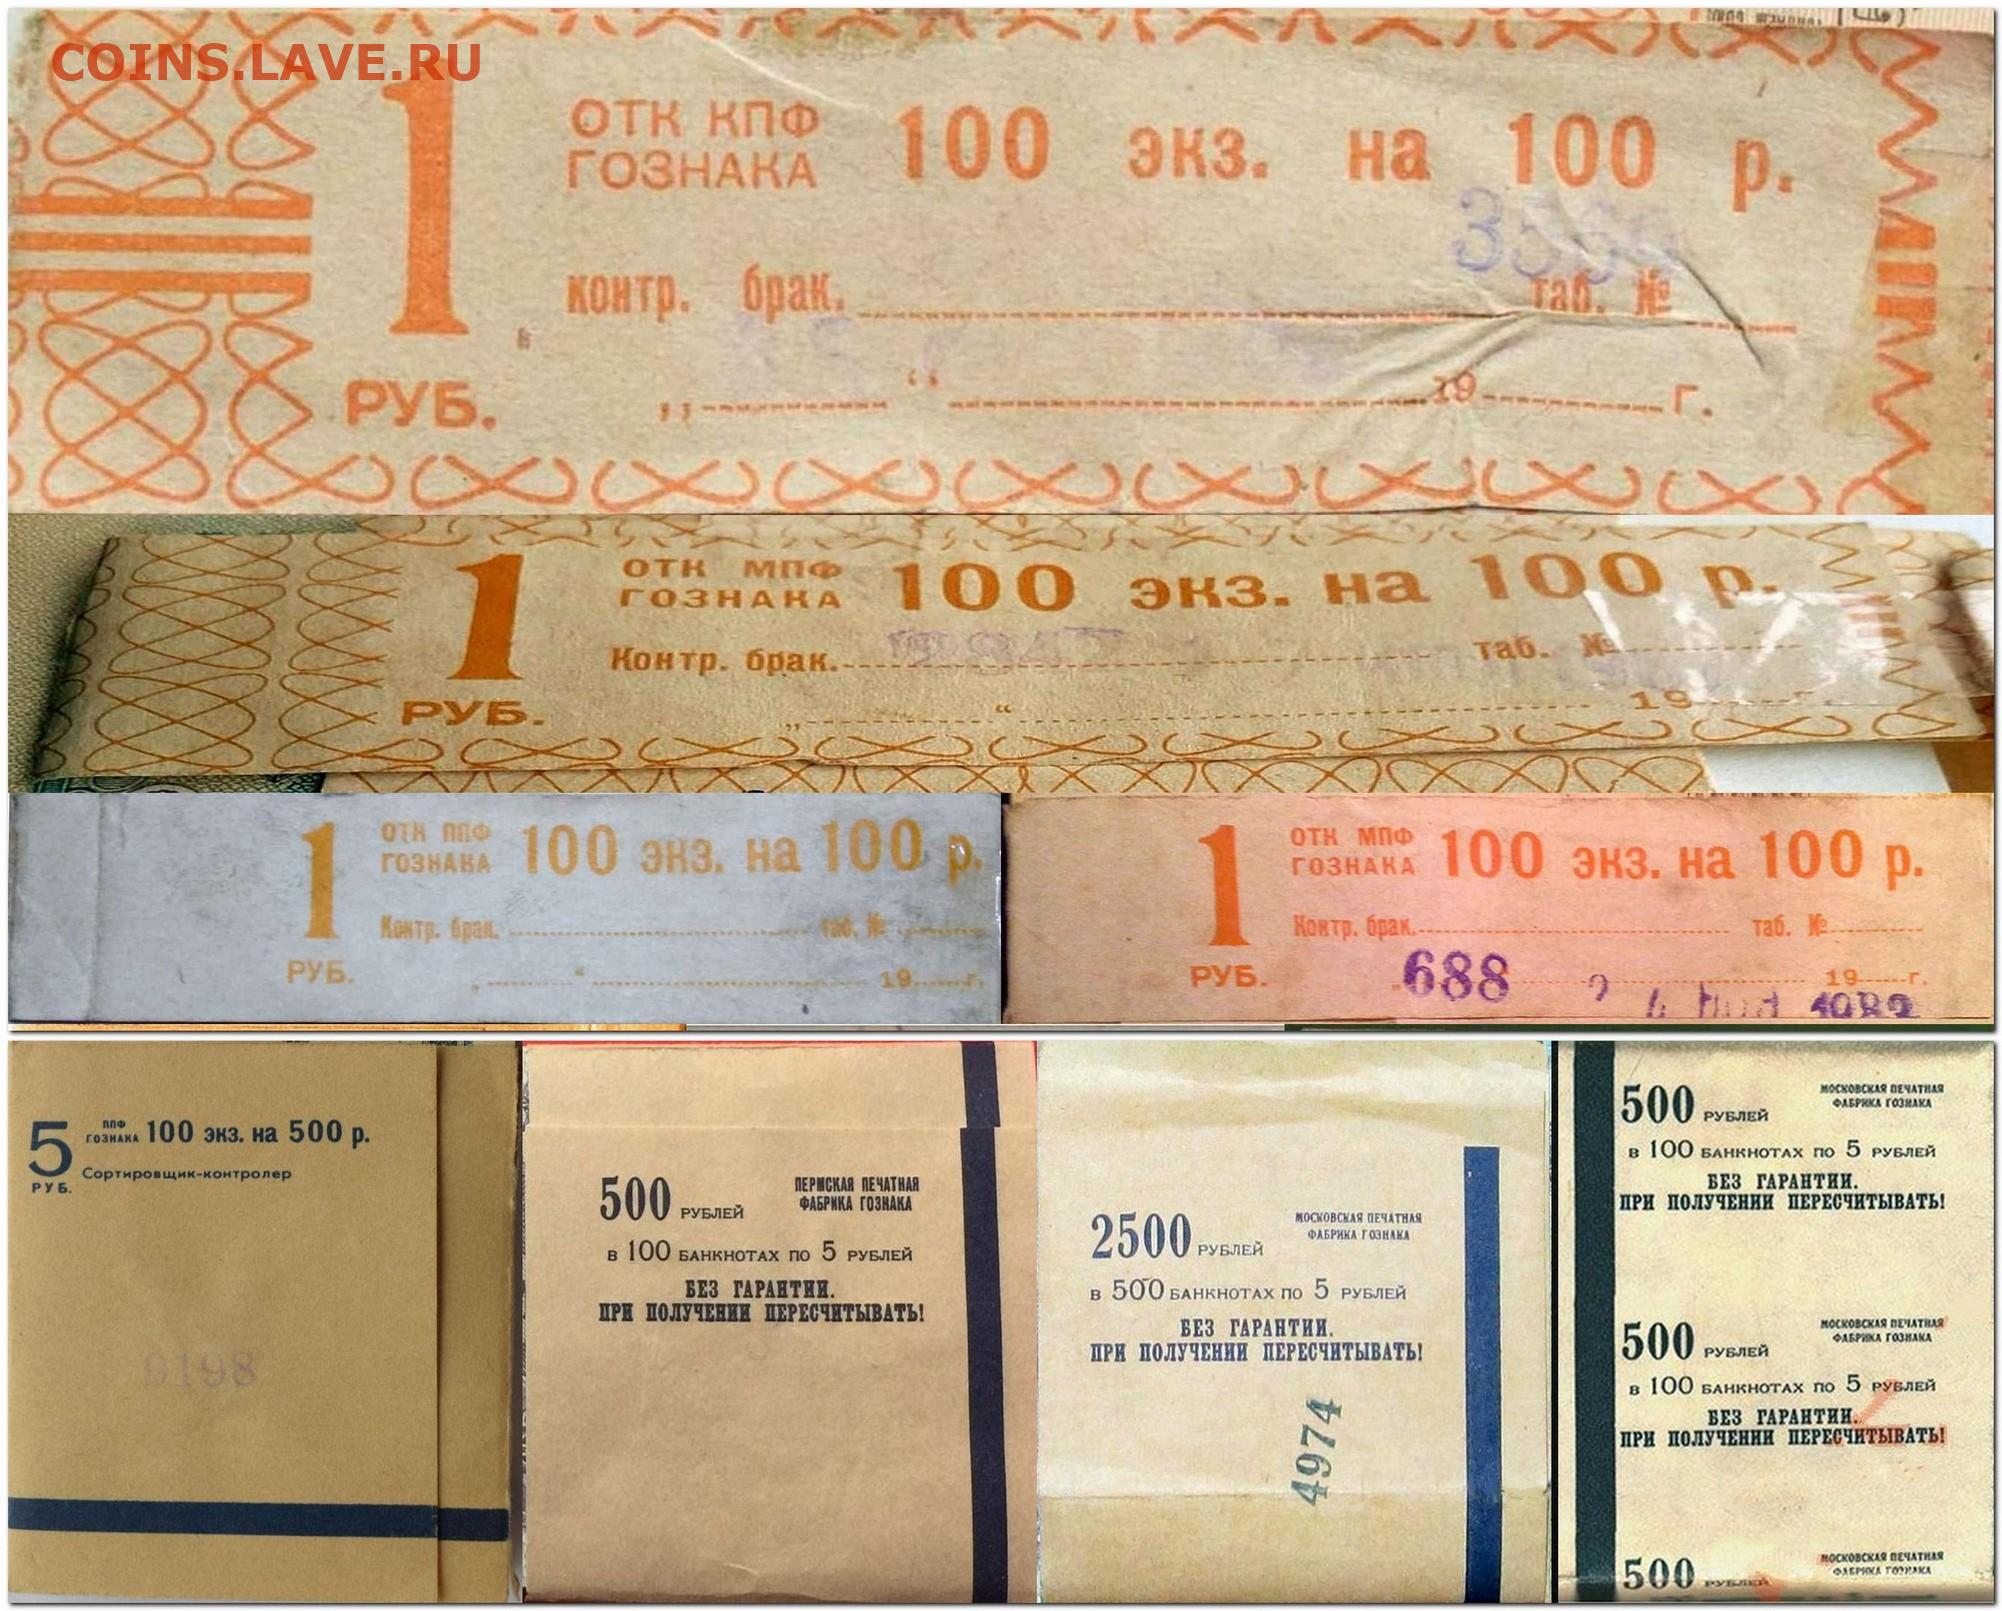 COINS.LAVE.RU
1
РУБ.
ОТК КПФ
ГОЗНАКА
100 экз. на 100 р.
контр. брак. таб. №
„ “ 19 г.
1
РУБ.
ОТК МПФ
ГОЗНАКА
100 экз. на 100 р.
Контр. брак. таб. №
„ “ 19
1
РУБ.
ОТК ППФ
ГОЗНАКА
100 экз. на 100 р.
Контр. брак. таб. №
„ “ 19 г.
1
РУБ.
ОТК МПФ
ГОЗНАКА
100 экз. на 100 р.
Контр. брак. таб. №
688 19 г.
5
РУБ.
ППФ
ГОЗНАКА
100 экз. на 500 р.
Сортировщик-контролер
9198
500 РУБЛЕЙ
ПЕРМСКАЯ ПЕЧАТНАЯ
ФАБРИКА ГОЗНАКА
в 100 БАНКНОТАХ ПО 5 РУБЛЕЙ
БЕЗ ГАРАНТИИ.
ПРИ ПОЛУЧЕНИИ ПЕРЕСЧИТЫВАТЬ!
2500 РУБЛЕЙ
МОСКОВСКАЯ ПЕЧАТНАЯ
ФАБРИКА ГОЗНАКА
в 500 БАНКНОТАХ ПО 5 РУБЛЕЙ
БЕЗ ГАРАНТИИ.
ПРИ ПОЛУЧЕНИИ ПЕРЕСЧИТЫВАТЬ!
4974
500 РУБЛЕЙ
МОСКОВСКАЯ ПЕЧАТНАЯ
ФАБРИКА ГОЗНАКА
в 100 БАНКНОТАХ ПО 5 РУБЛЕЙ
БЕЗ ГАРАНТИИ.
ПРИ ПОЛУЧЕНИИ ПЕРЕСЧИТЫВАТЬ!
500 РУБЛЕЙ
МОСКОВСКАЯ ПЕЧАТНАЯ
ФАБРИКА ГОЗНАКА
в 100 БАНКНОТАХ ПО 5 РУБЛЕЙ
БЕЗ ГАРАНТИИ.
ПРИ ПОЛУЧЕНИИ ПЕРЕСЧИТЫВАТЬ!
500 РУБЛЕЙ
МОСКОВСКАЯ ПЕЧАТНАЯ
ФАБРИКА ГОЗНАКА